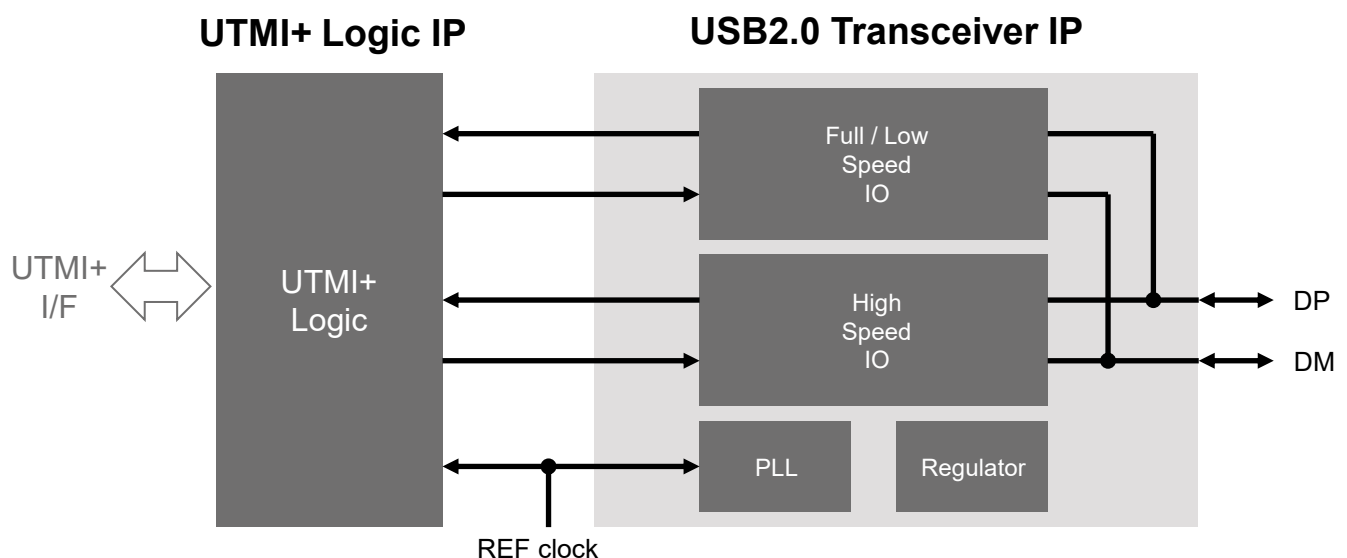 UTMI+ Logic IP
USB2.0 Transceiver IP
Full / Low
Speed
IO
UTMI+
I/F
UTMI+
Logic
High
Speed
IO
DP
DM
PLL
Regulator
REF clock